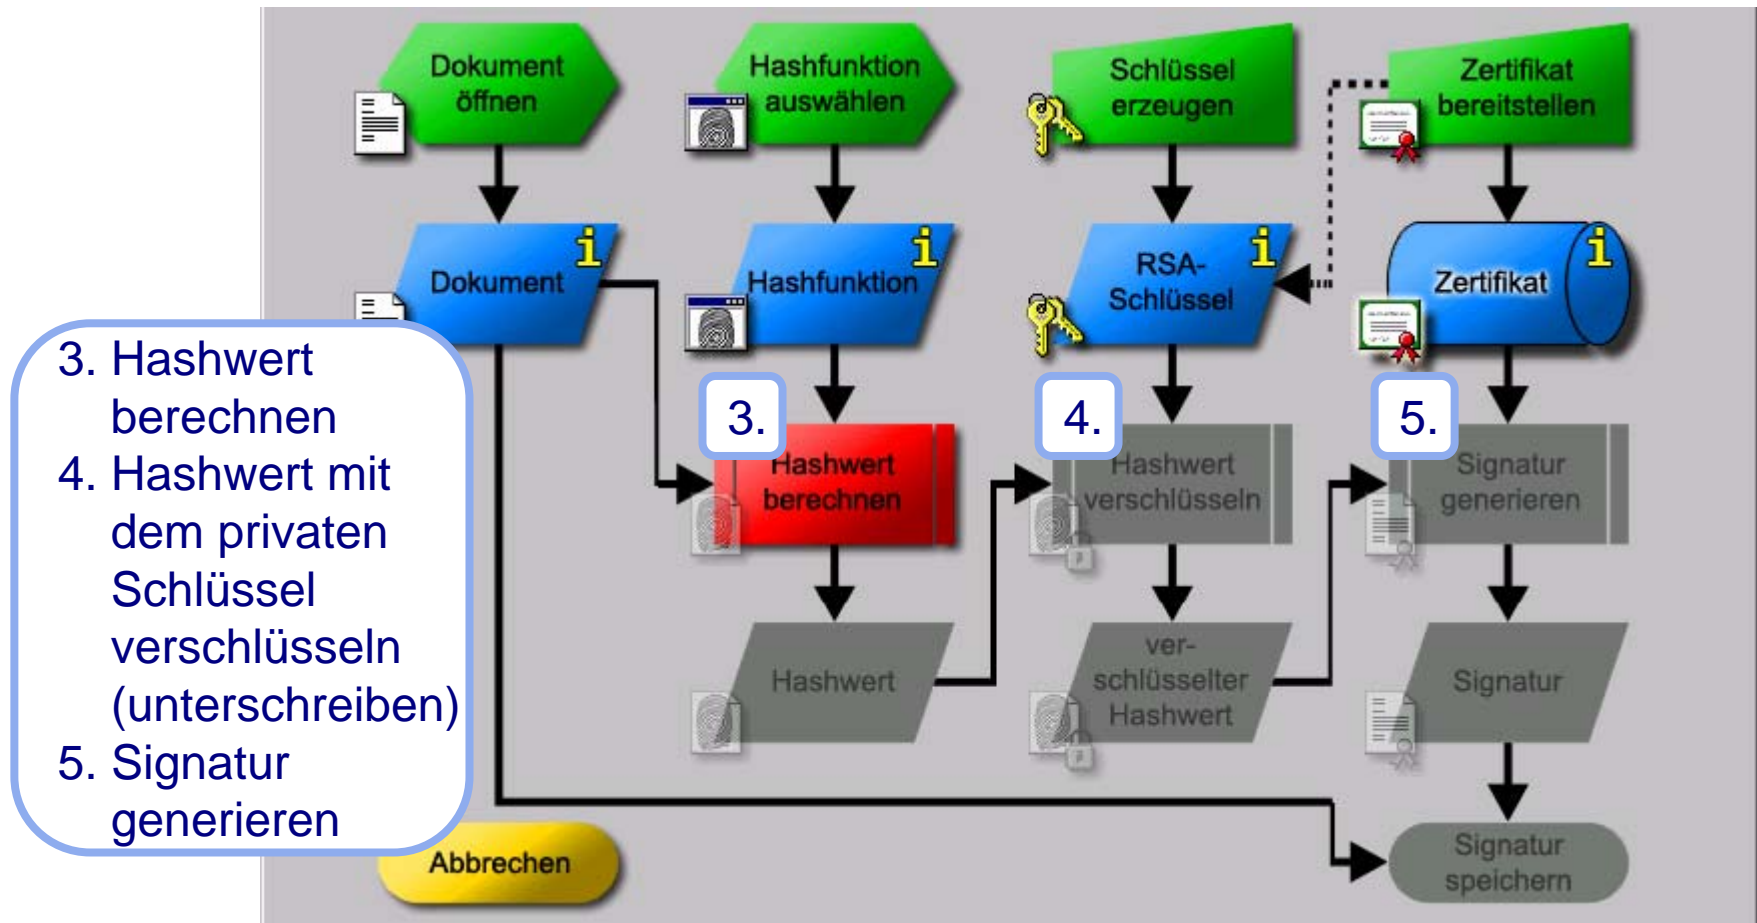 Dokument
öffnen
Hashfunktion
auswählen
Schlüssel
erzeugen
Zertifikat
bereitstellen
Dokument
i
Hashfunktion
i
RSA-
Schlüssel
i
Zertifikat
i
3. Hashwert
berechnen
4. Hashwert mit
dem privaten
Schlüssel
verschlüsseln
(unterschreiben)
5. Signatur
generieren
3.
Hashwert
berechnen
4.
Hashwert
verschlüsseln
5.
Signatur
generieren
Hashwert
ver-
schlüsselter
Hashwert
Signatur
Abbrechen
Signatur
speichern